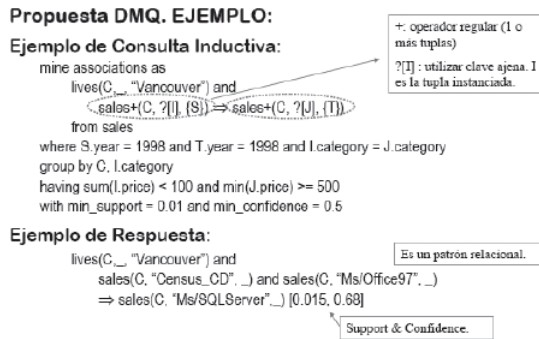 Propuesta DMQ. EJEMPLO:
Ejemplo de Consulta Inductiva:
mine associations as
lives(C,_, "Vancouver") and
sales+(C, ?[I], {S}) ⇒ sales+(C, ?[J], {T})
from sales
where S.year = 1998 and T.year = 1998 and I.category = J.category
group by C, I.category
having sum(I.price) < 100 and min(J.price) >= 500
with min_support = 0.01 and min_confidence = 0.5
+: operador regular (1 o
más tuplas)
?[I] : utilizar clave ajena. I
es la tupla instanciada.
Ejemplo de Respuesta:
lives(C,_, "Vancouver") and
sales(C, "Census_CD", _) and sales(C, "Ms/Office97", _)
⇒ sales(C, "Ms/SQLServer",_) [0.015, 0.68]
Es un patrón relacional.
Support & Confidence.